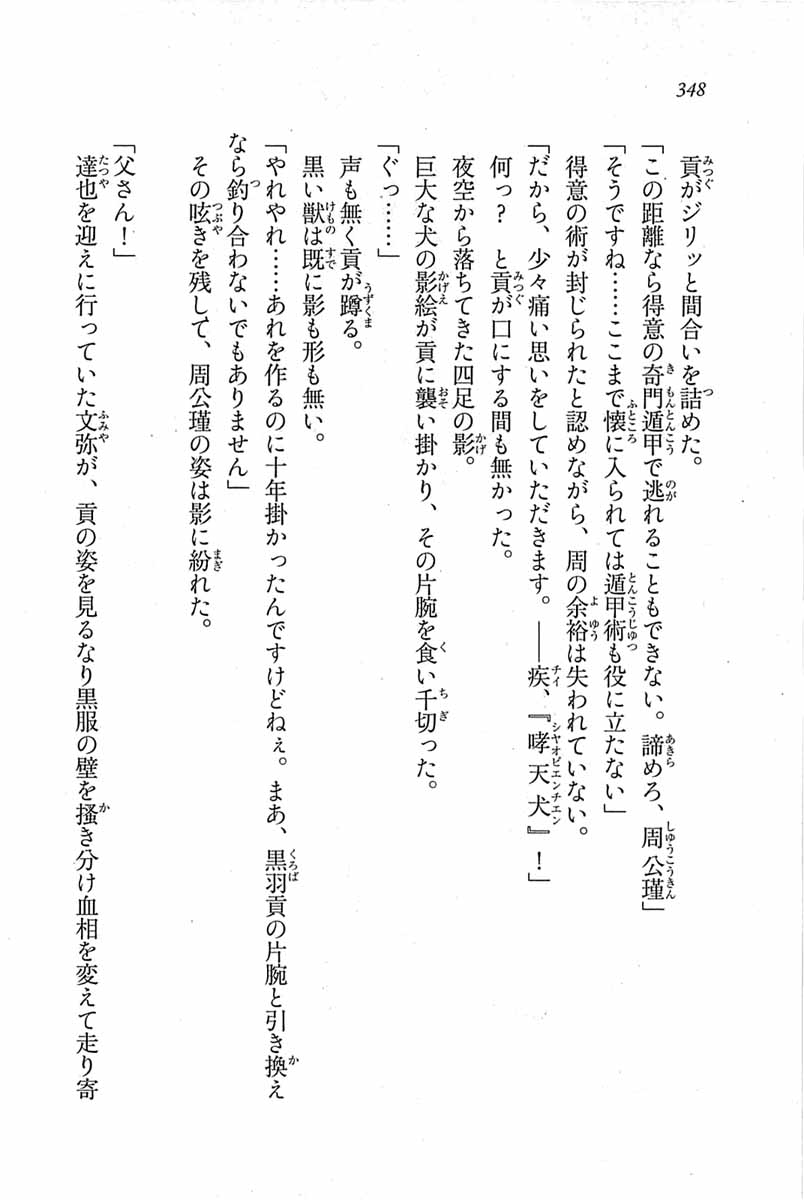 348
貢がジリッと間合いを詰めた。
「この距離なら得意の奇門遁甲で逃れることもできない。諦めろ、周公瑾」
「そうですね……ここまで懐に入られては遁甲術も役に立たない」
得意の術が封じられたと認めながら、周の余裕は失われていない。
「だから、少々痛い思いをしていただきます。――疾、『哮天犬』！」
何っ？　と貢が口にする間も無かった。
夜空から落ちてきた四足の影。
巨大な犬の影絵が貢に襲い掛かり、その片腕を食い千切った。
「ぐっ……」
声も無く貢が蹲る。
黒い獣は既に影も形も無い。
「やれやれ……あれを作るのに十年掛かったんですけどねぇ。まあ、黒羽貢の片腕と引き換え
なら釣り合わないでもありません」
その呟きを残して、周公瑾の姿は影に紛れた。
「父さん！」
達也を迎えに行っていた文弥が、貢の姿を見るなり黒服の壁を掻き分け血相を変えて走り寄